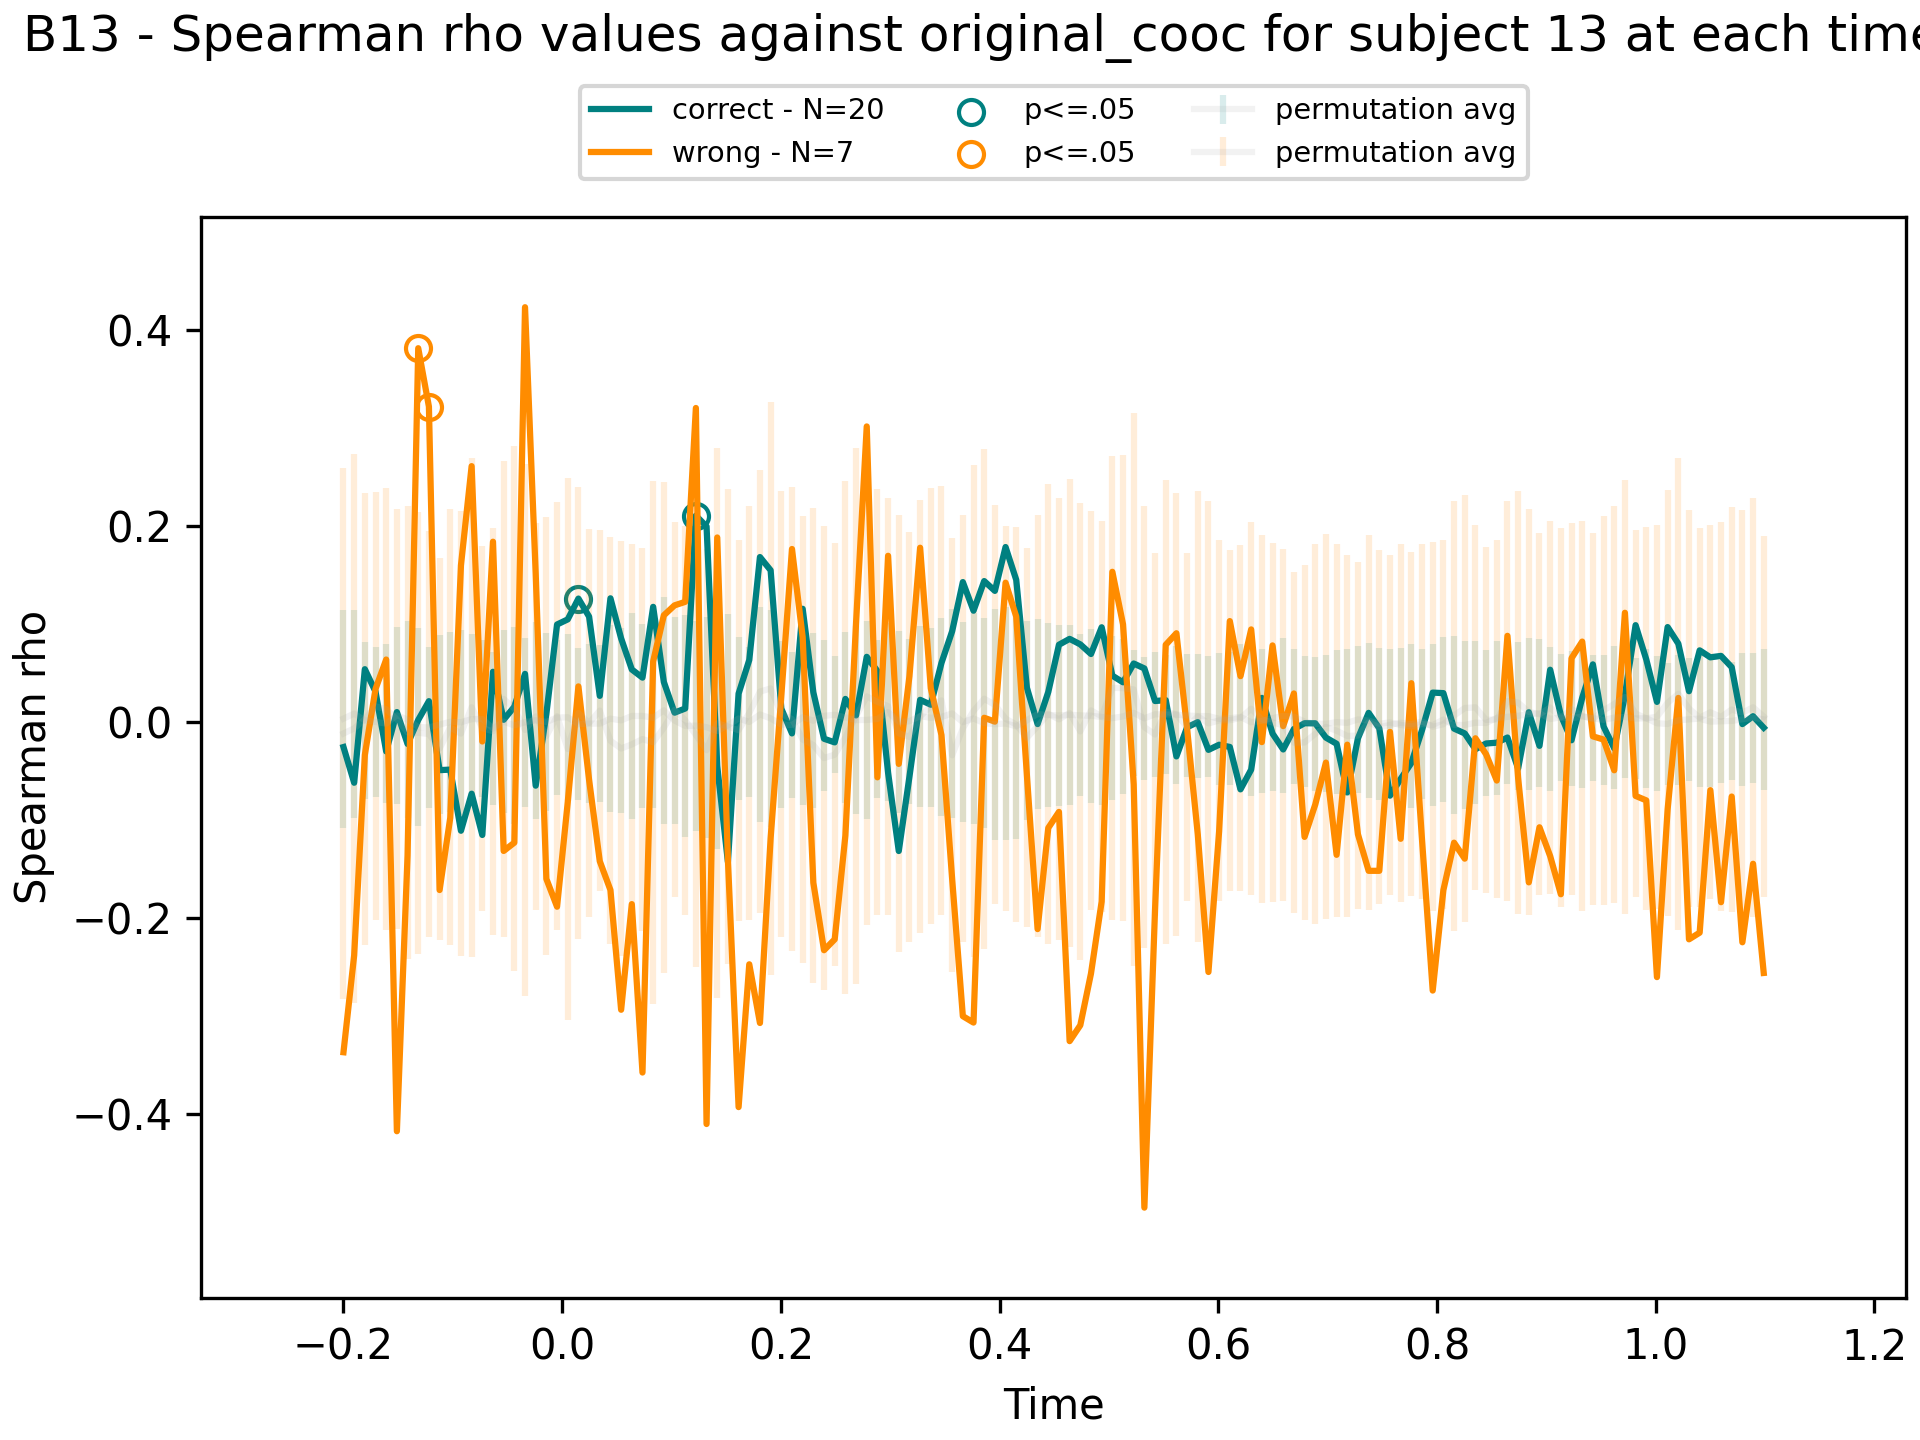 B13 - Spearman rho values against original_cooc for subject 13 at each time
correct - N=20
wrong - N=7
p<=.05
p<=.05
permutation avg
permutation avg
0.4
0.2
0.0
−0.2
−0.4
Spearman rho
−0.2 0.0 0.2 0.4 0.6 0.8 1.0 1.2
Time